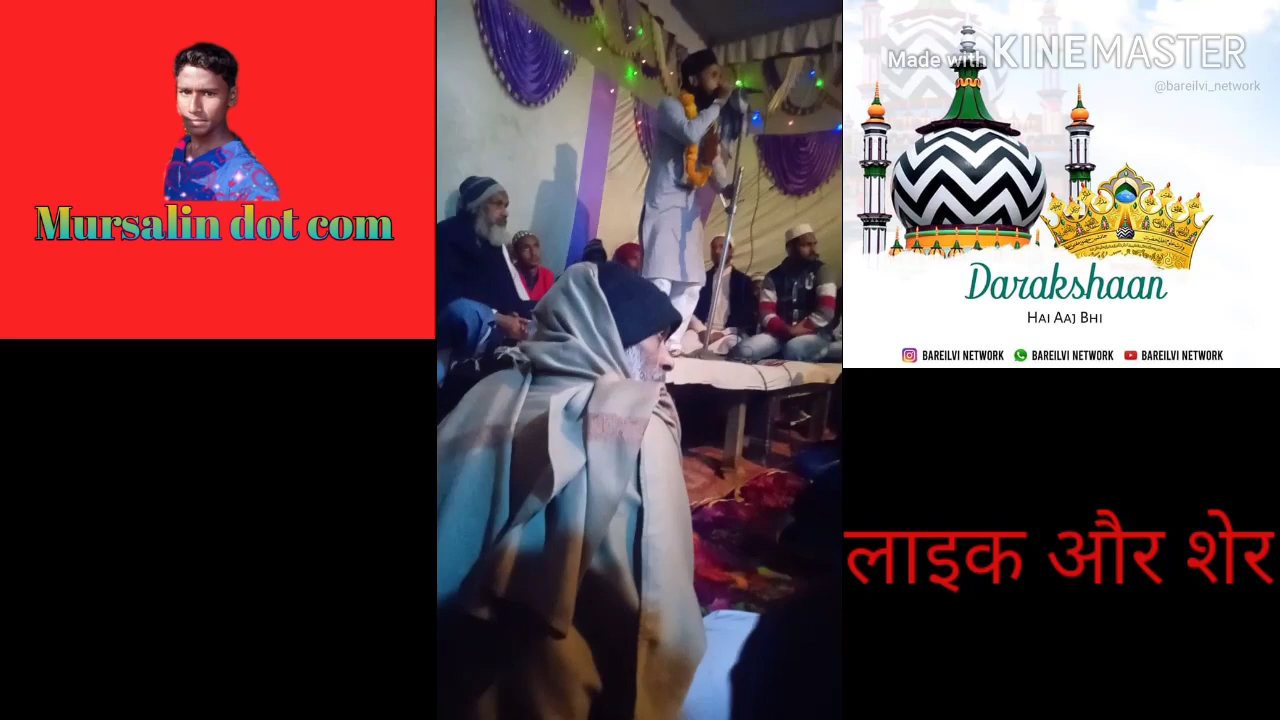 Mursalin dot com
Made with KINEMASTER
@bareilvi_network
Darakshaan
HAI AAJ BHI
BAREILVI NETWORK BAREILVI NETWORK BAREILVI NETWORK
लाइक और शेर